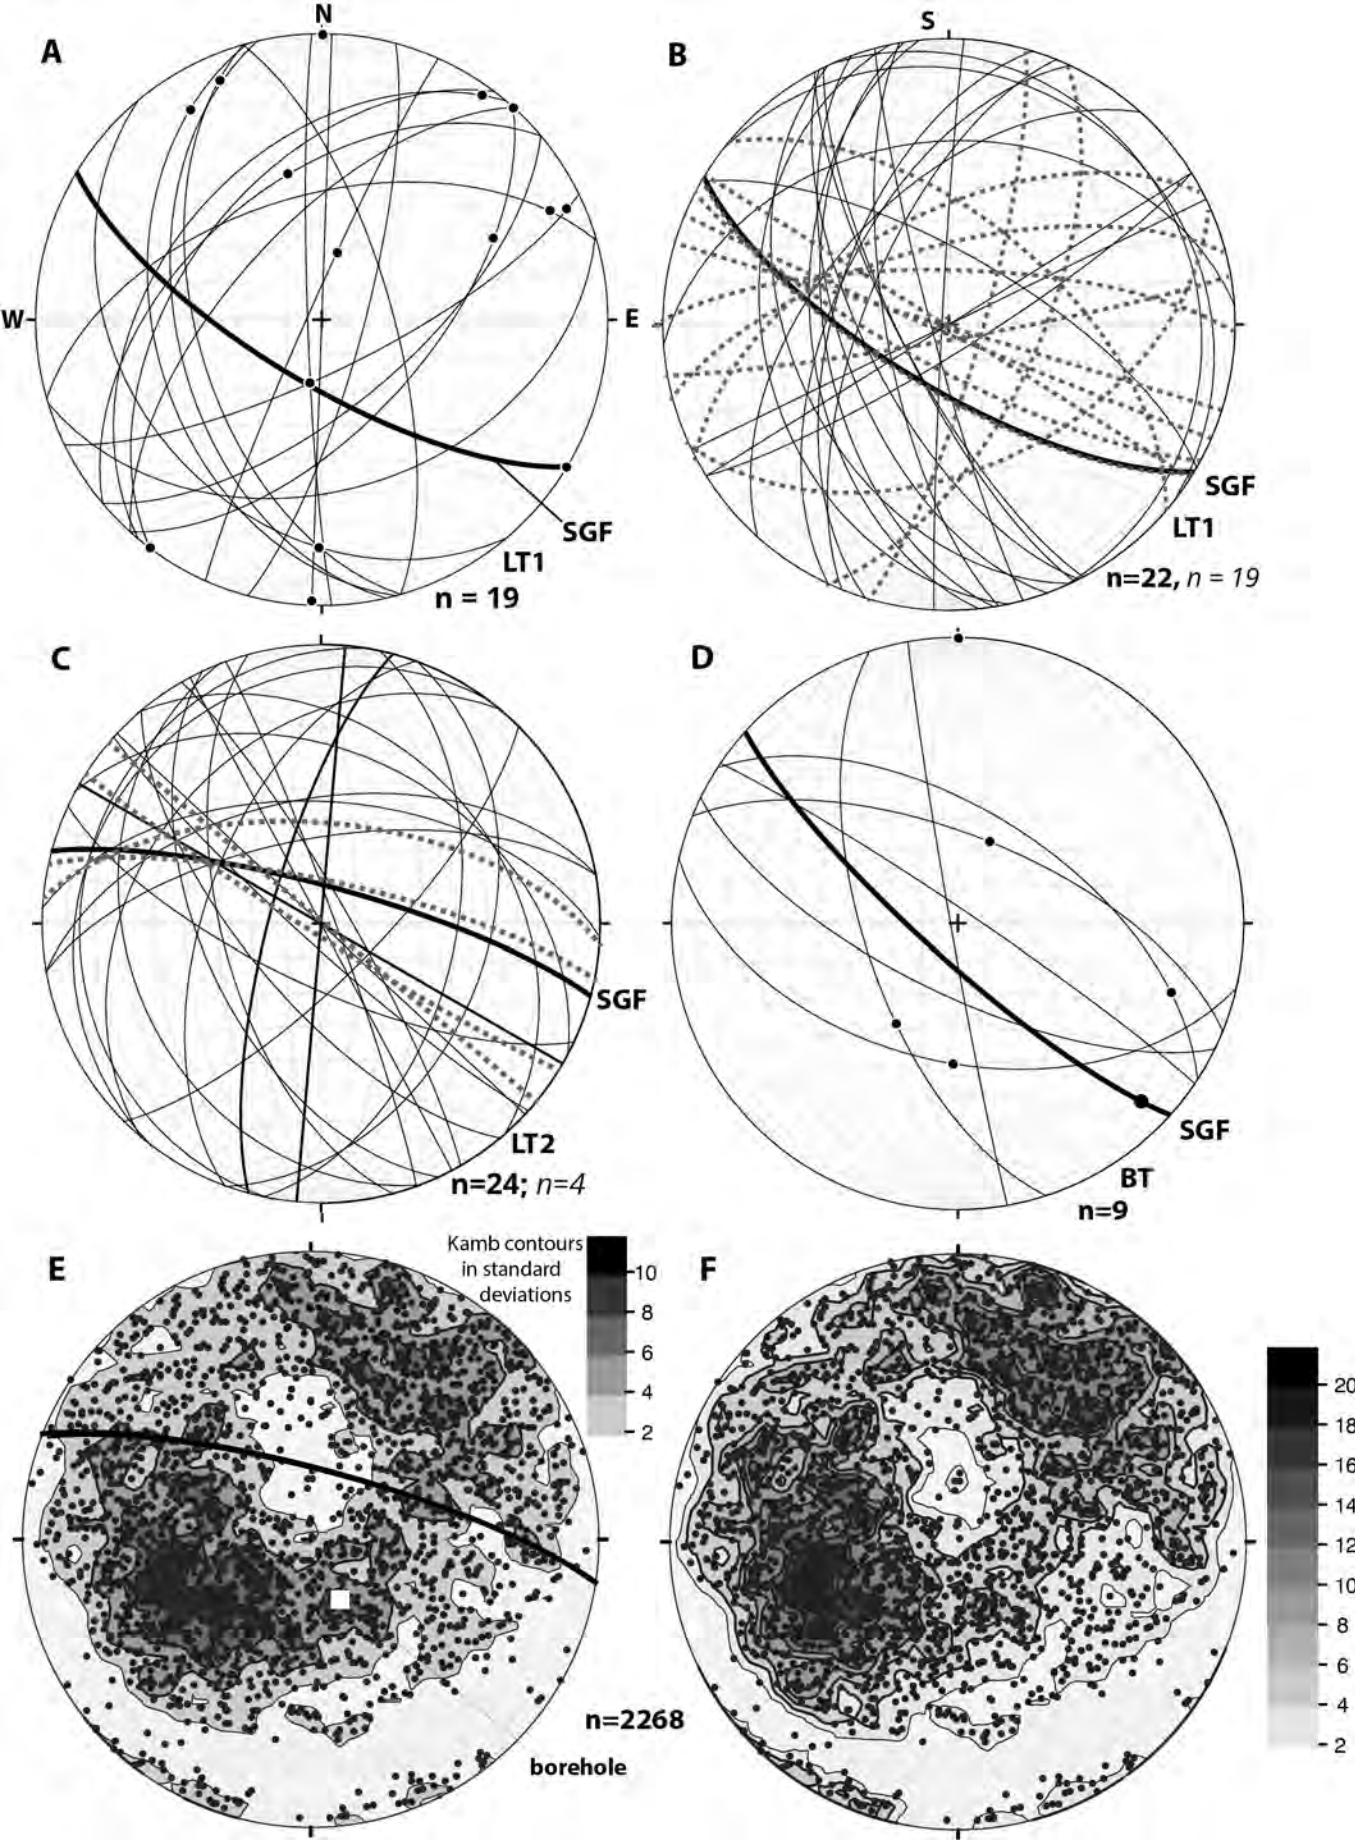 N
A
W
E
SGF
LT1
n = 19
S
B
SGF
LT1
n=22, n = 19
C
SGF
LT2
n=24; n=4
D
SGF
BT
n=9
E
Kamb contours
in standard
deviations
10
8
6
4
2
n=2268
borehole
F
20
18
16
14
12
10
8
6
4
2